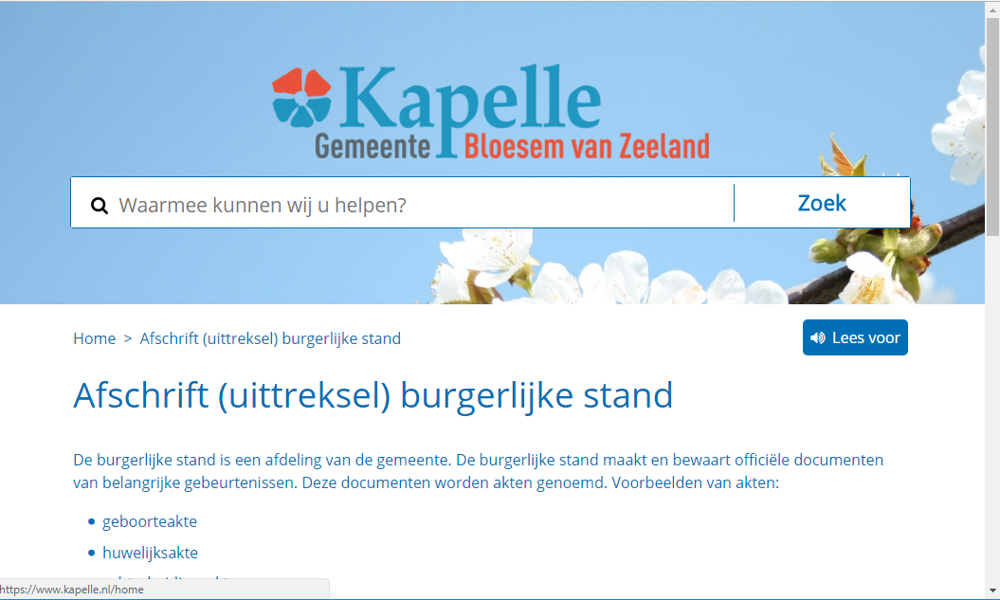 Kapelle
Gemeente Bloesem van Zeeland
Waarmee kunnen wij u helpen?
Zoek
Home > Afschrift (uittreksel) burgerlijke stand
Lees voor
Afschrift (uittreksel) burgerlijke stand
De burgerlijke stand is een afdeling van de gemeente. De burgerlijke stand maakt en bewaart officiële documenten
van belangrijke gebeurtenissen. Deze documenten worden akten genoemd. Voorbeelden van akten:
• geboorteakte
• huwelijksakte
https://www.kapelle.nl/home